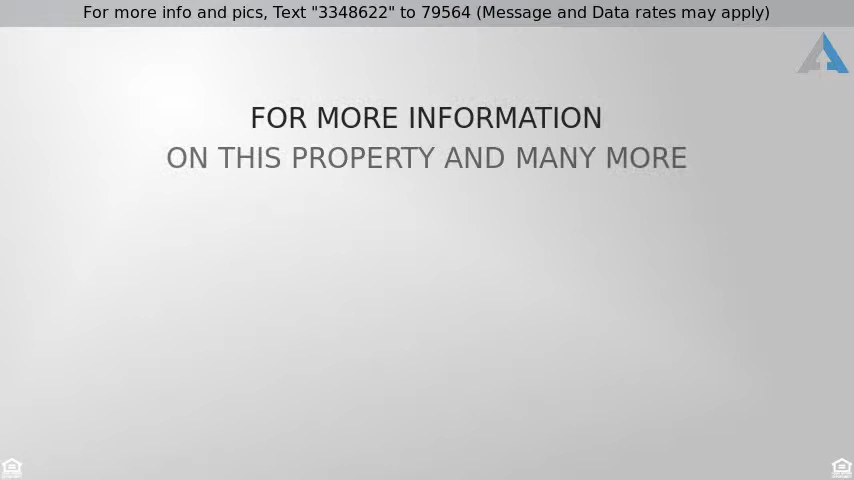 For more info and pics, Text "3348622" to 79564 (Message and Data rates may apply)
FOR MORE INFORMATION
ON THIS PROPERTY AND MANY MORE